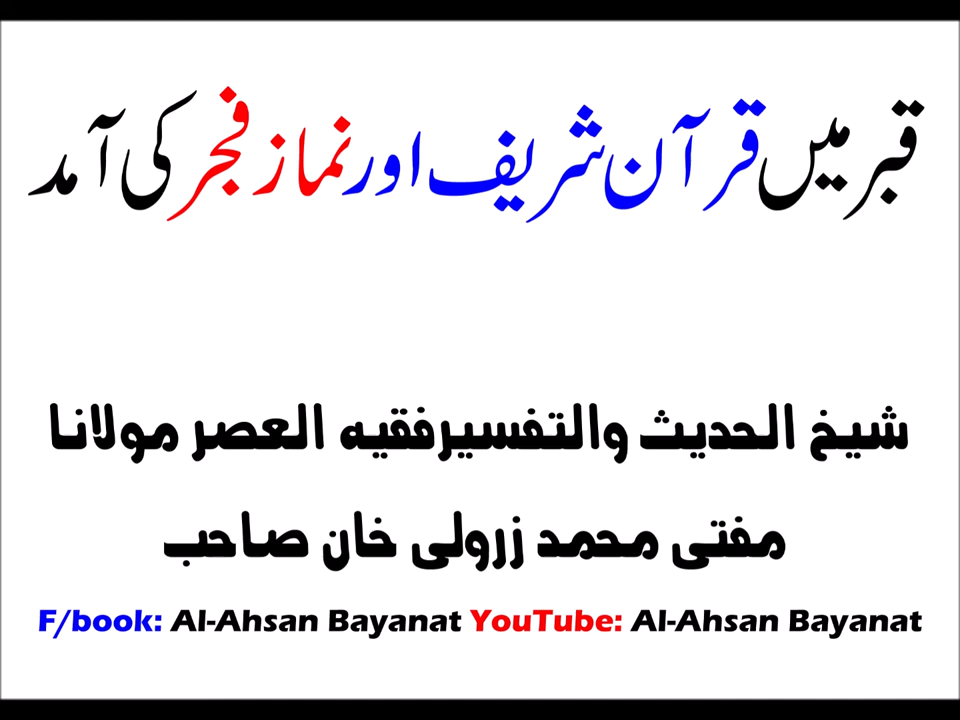 قبر میں قرآن شریف اور نماز فجر کی آمد
شیخ الحدیث والتفسیرفقیہ العصر مولانا
مفتی محمد زرولی خان صاحب
F/book: Al-Ahsan Bayanat YouTube: Al-Ahsan Bayanat